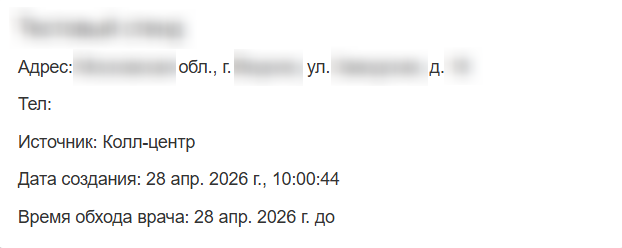 Адрес: обл., г. ул. д.
Тел:
Источник: Колл-центр
Дата создания: 28 апр. 2026 г., 10:00:44
Время обхода врача: 28 апр. 2026 г. до